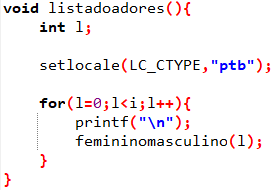 void listadoadores(){
int l;
setlocale(LC_CTYPE,"ptb");
for(l=0;l<i;l++){
printf("\n");
femininomasculino(l);
}
}